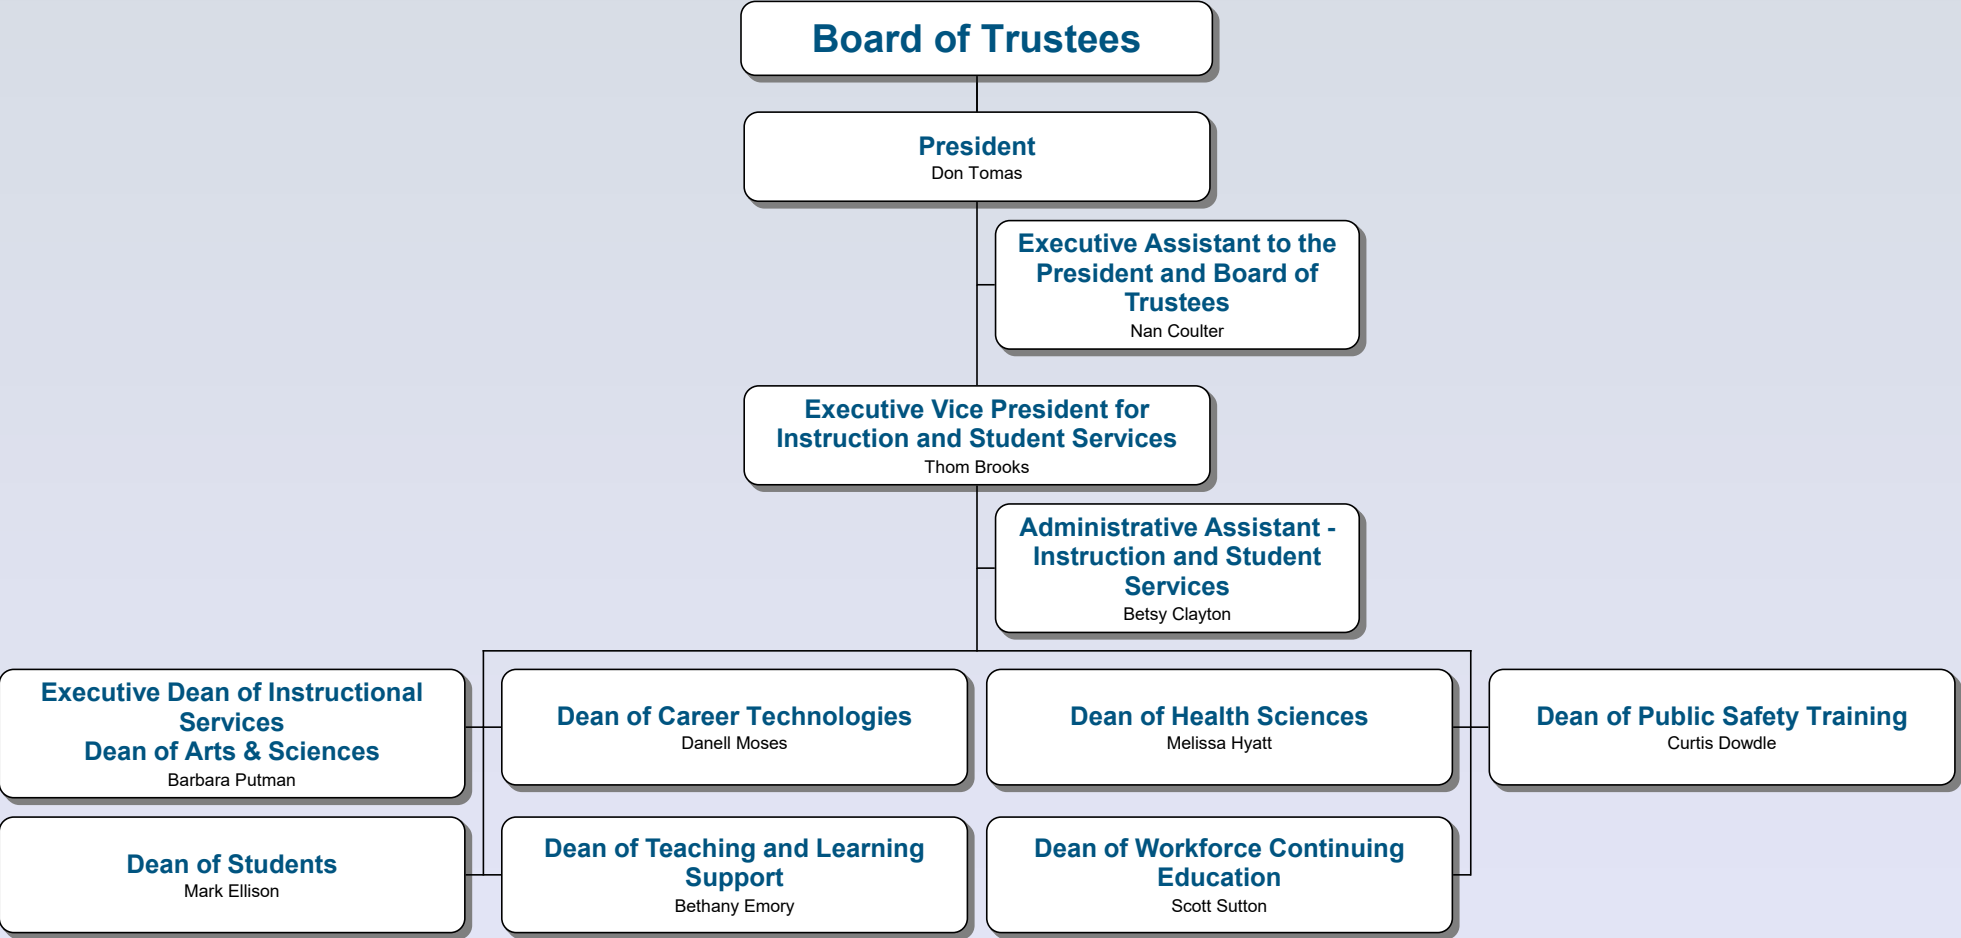 Board of Trustees
President
Don Tomas
Executive Assistant to the
President and Board of
Trustees
Nan Coulter
Executive Vice President for
Instruction and Student Services
Thom Brooks
Administrative Assistant -
Instruction and Student
Services
Betsy Clayton
Executive Dean of Instructional
Services
Dean of Arts & Sciences
Barbara Putman
Dean of Career Technologies
Danell Moses
Dean of Health Sciences
Melissa Hyatt
Dean of Public Safety Training
Curtis Dowdle
Dean of Students
Mark Ellison
Dean of Teaching and Learning
Support
Bethany Emory
Dean of Workforce Continuing
Education
Scott Sutton